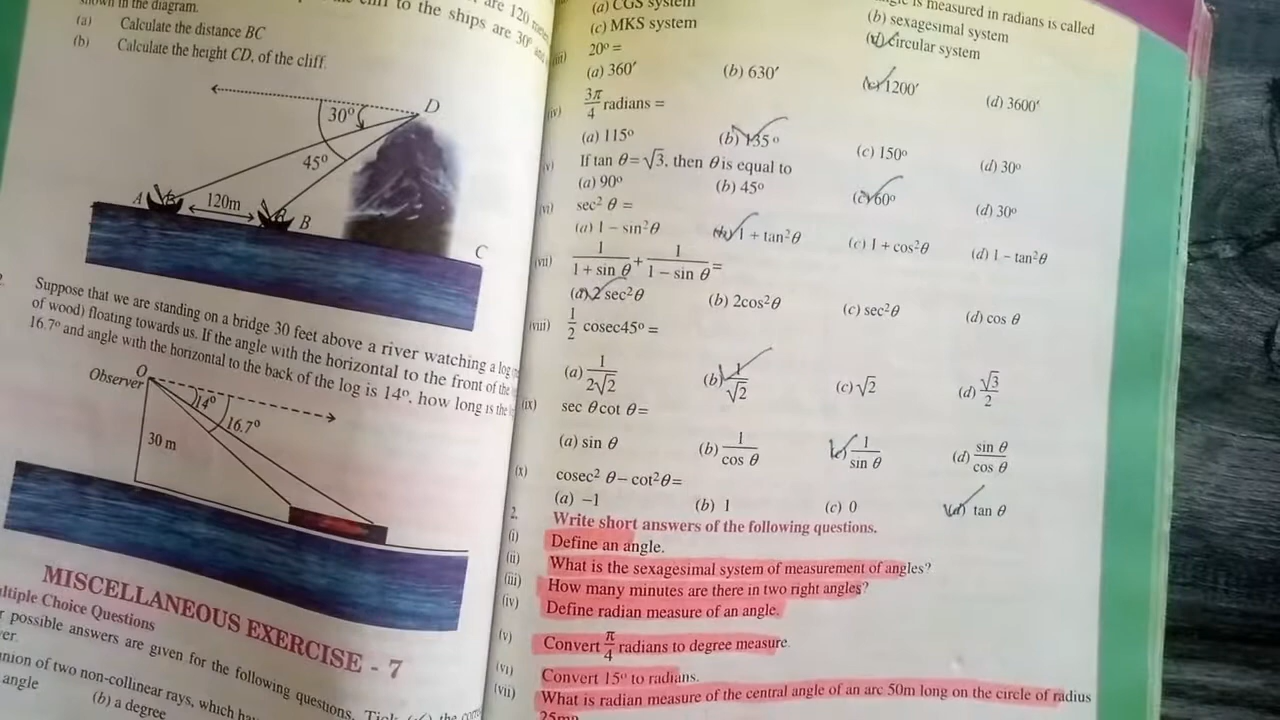 shown in the diagram.
the cliff to the ships are 30° and
are 120
(a) Calculate the distance BC
(b) Calculate the height CD, of the cliff.
D
30°
45°
A
120m
B
C
Suppose that we are standing on a bridge 30 feet above a river watching a log
of wood) floating towards us. If the angle with the horizontal to the front of the
16.7° and angle with the horizontal to the back of the log is 14°, how long is the
O
Observer
14°
16.7°
30 m
MISCELLANEOUS EXERCISE - 7
Multiple Choice Questions
possible answers are given for the following questions.
union of two non-collinear rays, which
angle
(b) a degree
is measured in radians is called
(a) CGS system
(b) sexagesimal system
(c) MKS system
(d) circular system
(iii) 20° =
(a) 360′ (b) 630′ (c) 1200′ (d) 3600′
(iv) 3π/4 radians =
(a) 115° (b) 135° (c) 150° (d) 30°
(v) If tan θ = √3, then θ is equal to
(a) 90° (b) 45° (c) 60° (d) 30°
(vi) sec² θ =
(a) 1 − sin²θ (b) 1 + tan²θ (c) 1 + cos²θ (d) 1 − tan²θ
(vii) 1/(1 + sin θ) + 1/(1 − sin θ) =
(a) 2 sec²θ (b) 2cos²θ (c) sec²θ (d) cos θ
(viii) 1/2 cosec45° =
(a) 1/(2√2) (b) 1/√2 (c) √2 (d) √3/2
(ix) sec θ cot θ =
(a) sin θ (b) 1/cos θ (c) 1/sin θ (d) sin θ/cos θ
(x) cosec² θ − cot²θ =
(a) −1 (b) 1 (c) 0 (d) tan θ
2. Write short answers of the following questions.
(i) Define an angle.
(ii) What is the sexagesimal system of measurement of angles?
(iii) How many minutes are there in two right angles?
(iv) Define radian measure of an angle.
(v) Convert π/4 radians to degree measure.
(vi) Convert 15° to radians.
(vii) What is radian measure of the central angle of an arc 50m long on the circle of radius